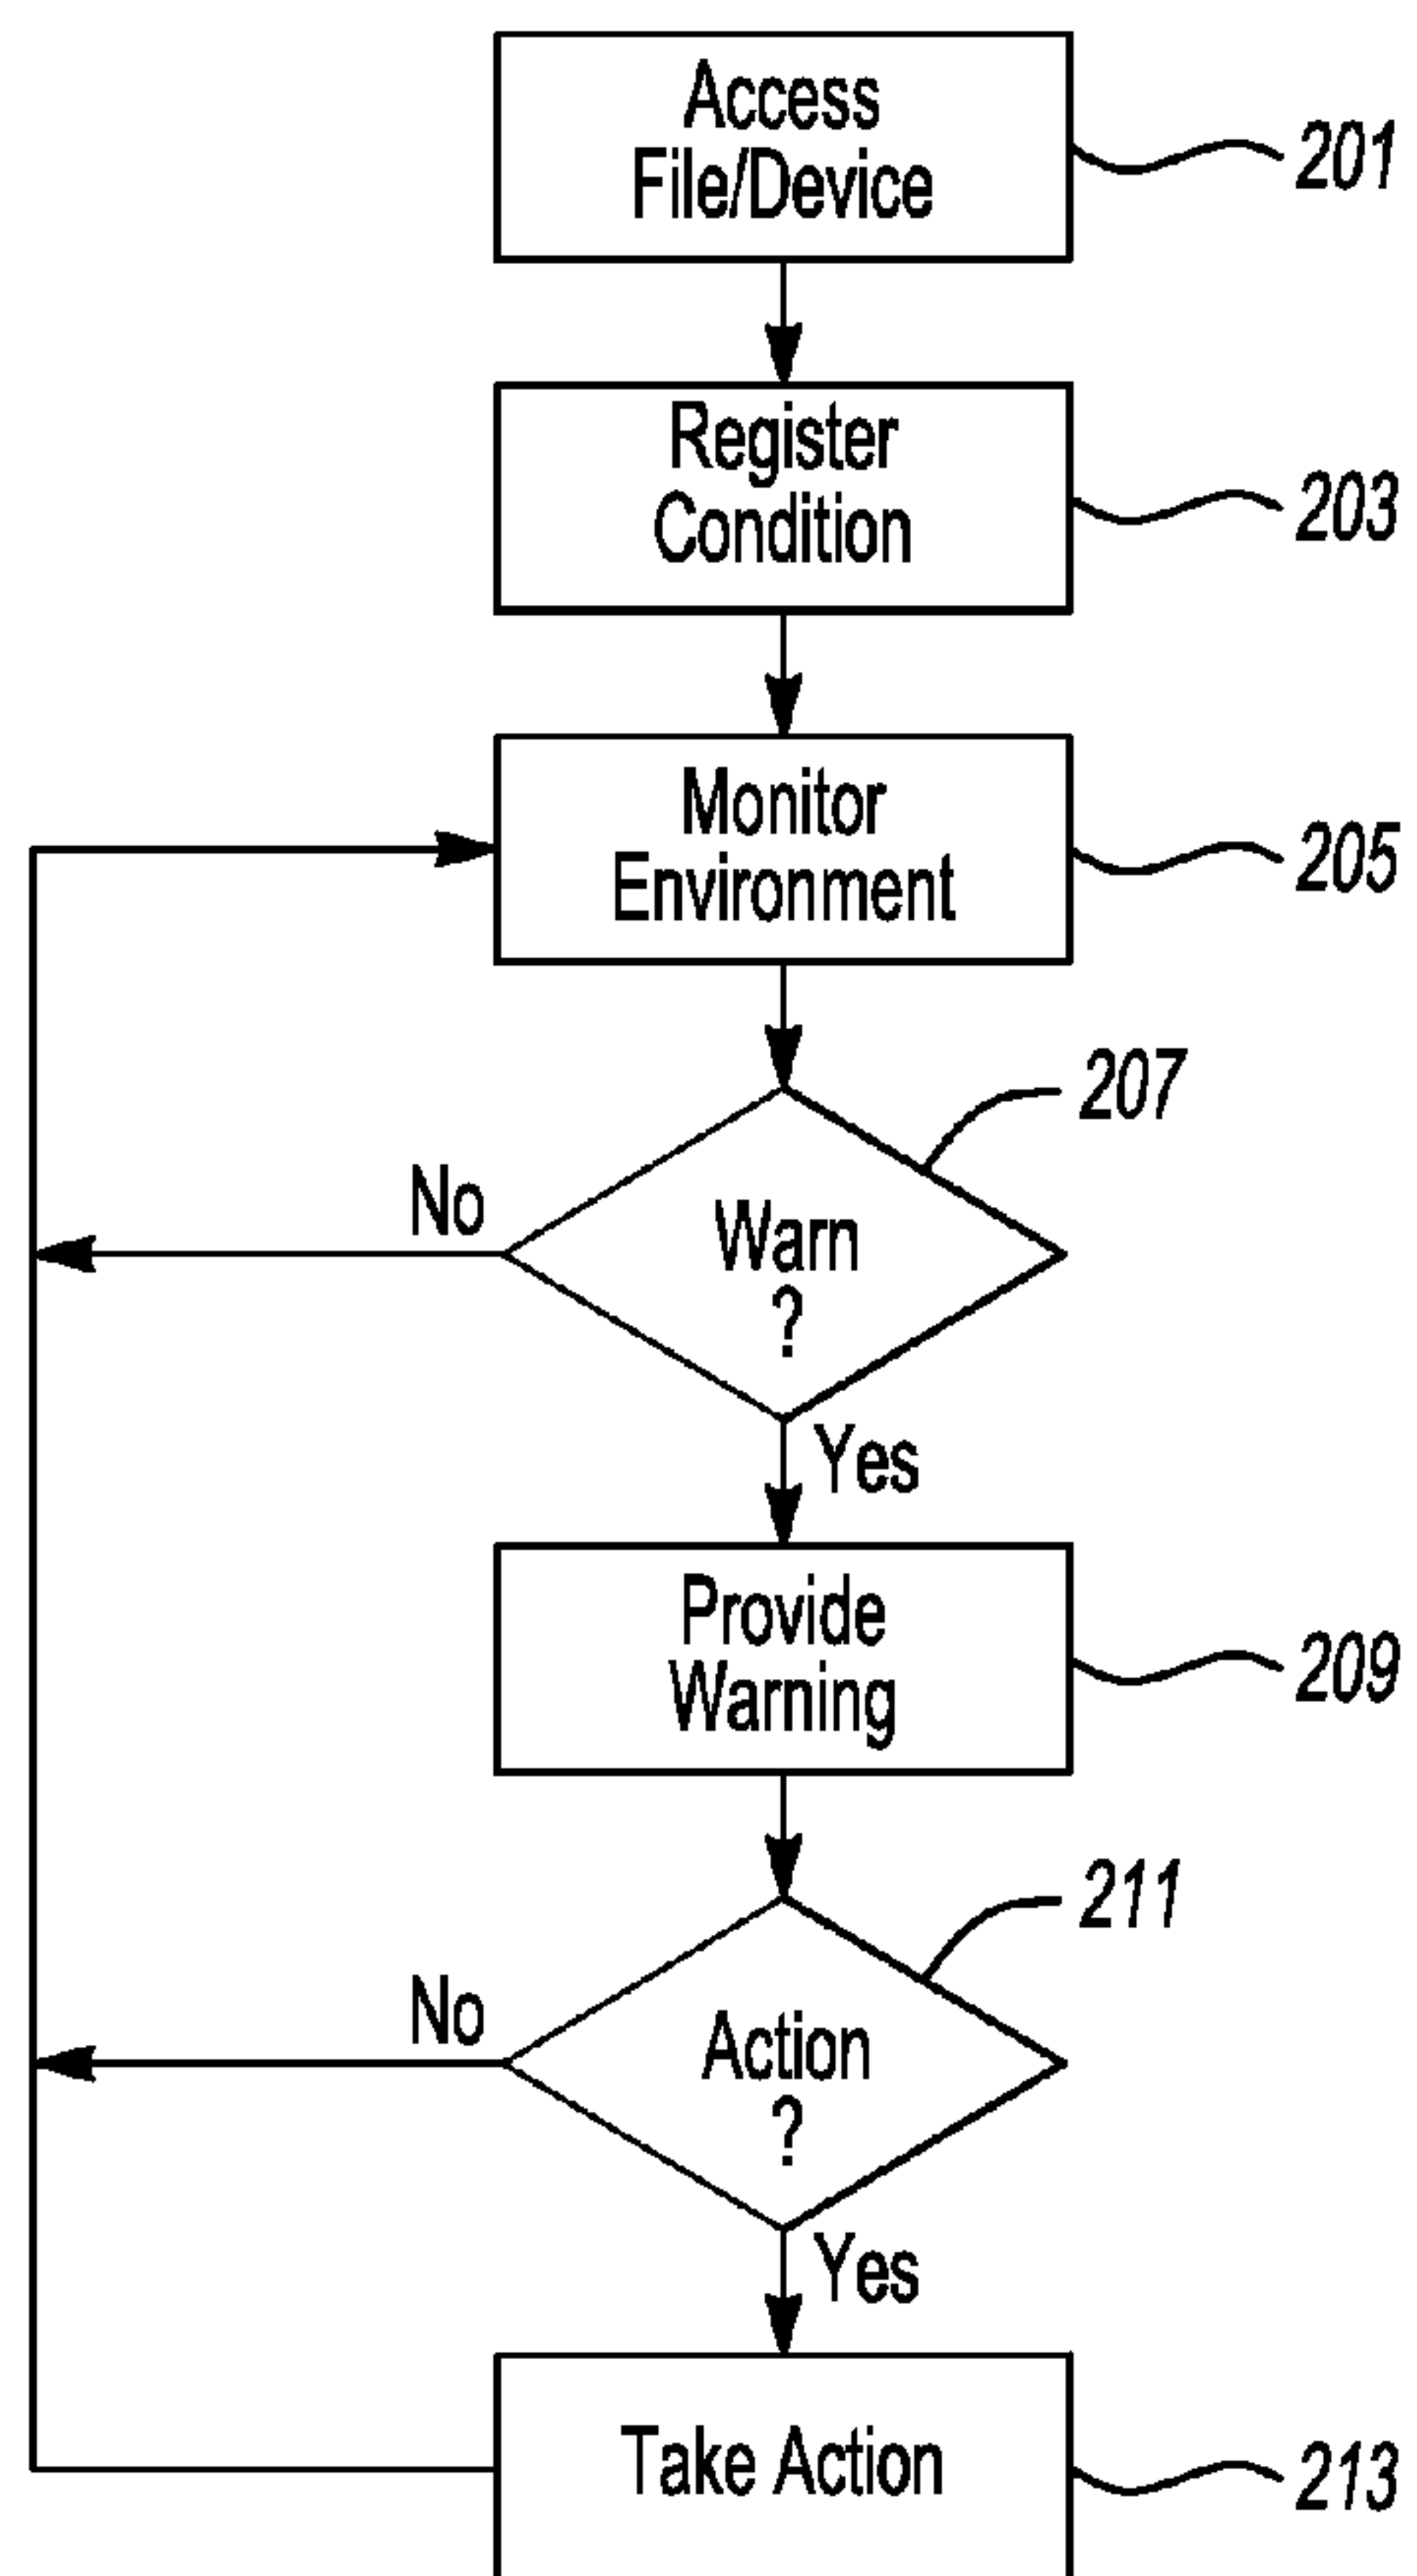 Access
File/Device
201
Register
Condition
203
Monitor
Environment
205
207
No
Warn
?
Yes
Provide
Warning
209
211
No
Action
?
Yes
Take Action
213